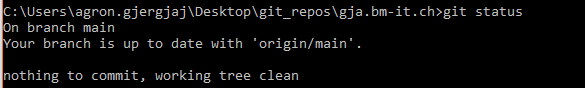 C:\Users\agron.gjergjaj\Desktop\git_repos\gja.bm-it.ch>git status
On branch main
Your branch is up to date with 'origin/main'.
nothing to commit, working tree clean